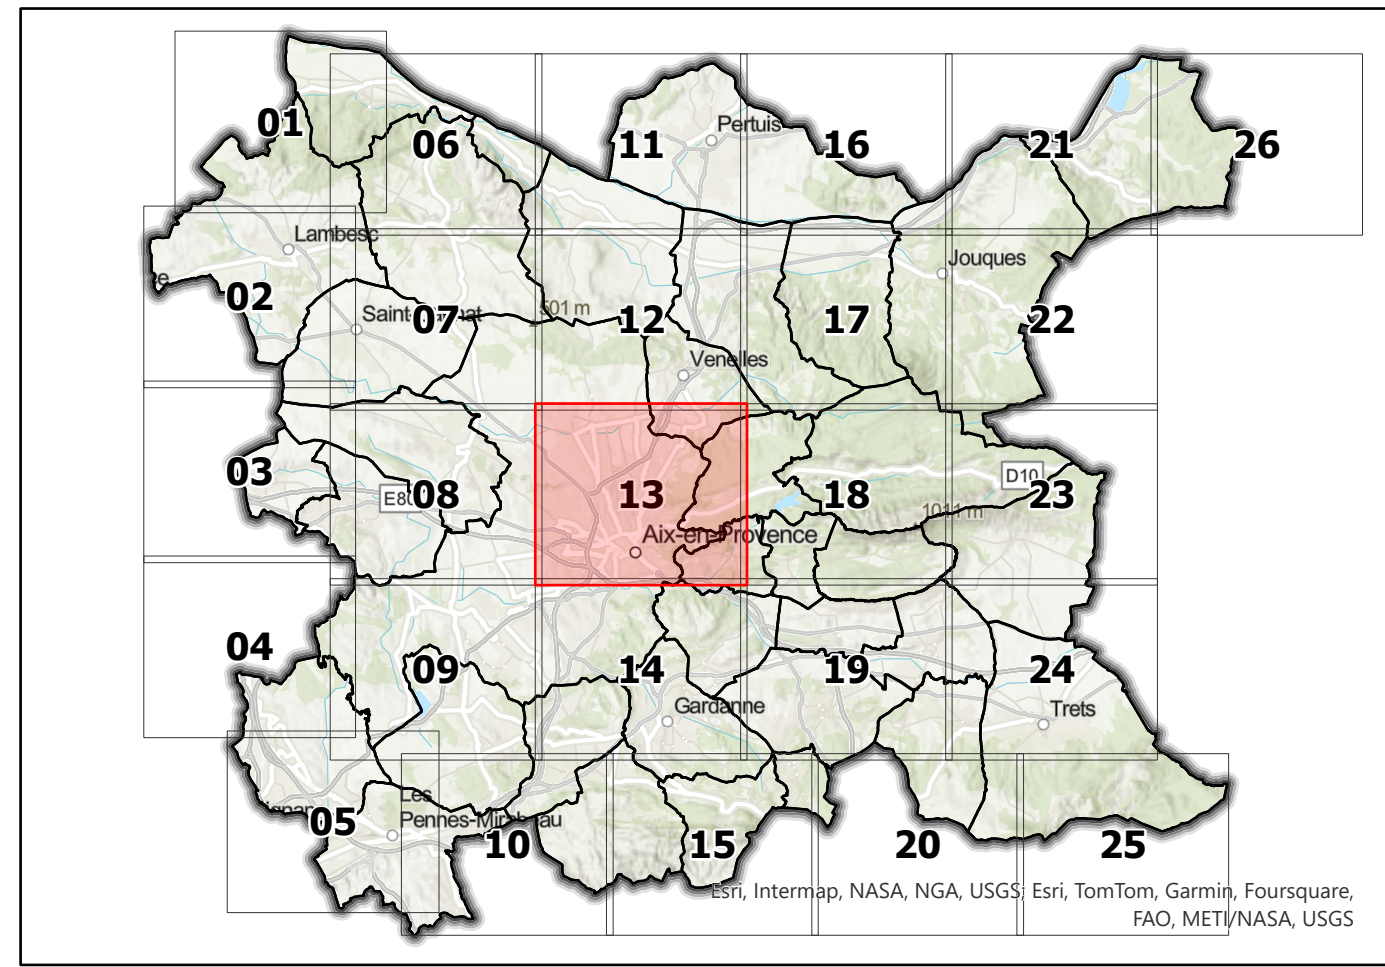 01
06
11
Pertuis
16
21
26
Lambesc
02
Saint-
07
501 m
12
17
Jouques
22
Venelles
03
E80
08
13
18
D10
23
1011 m
Aix-en-Provence
04
09
14
19
24
Gardanne
Trets
05
Les
Pennes-Mirabeau
10
15
20
25
Esri, Intermap, NASA, NGA, USGS; Esri, TomTom, Garmin, Foursquare,
FAO, METI/NASA, USGS